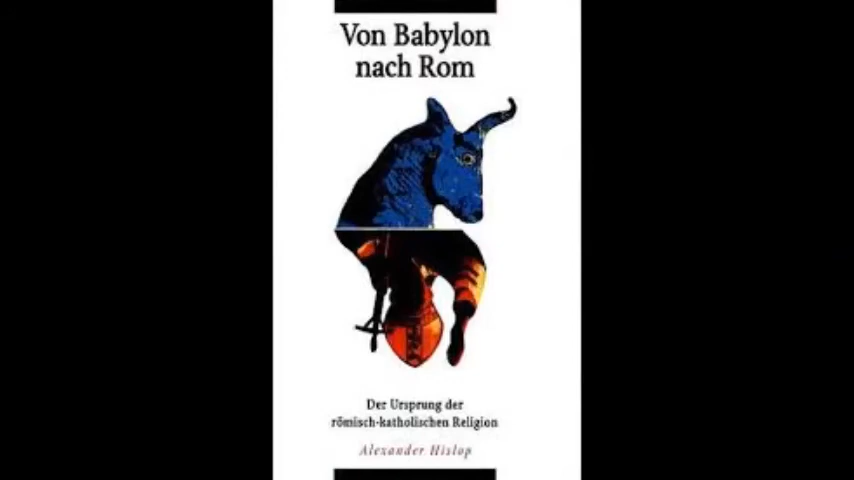 Von Babylon
nach Rom
Der Ursprung der
römisch-katholischen Religion
Alexander Hislop